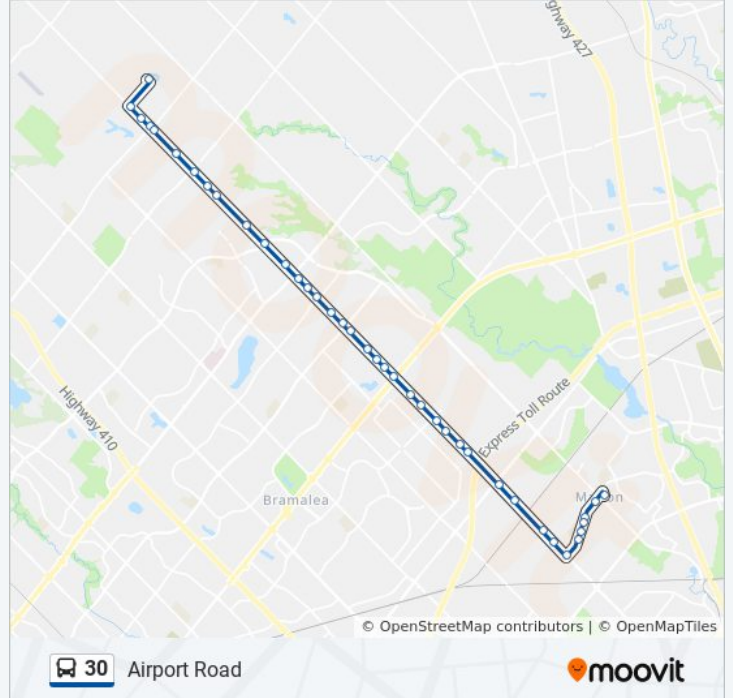 Highway 427
Highway 410
Express Toll Route
Bramalea
© OpenStreetMap contributors | © OpenMapTiles
30 Airport Road
moovit